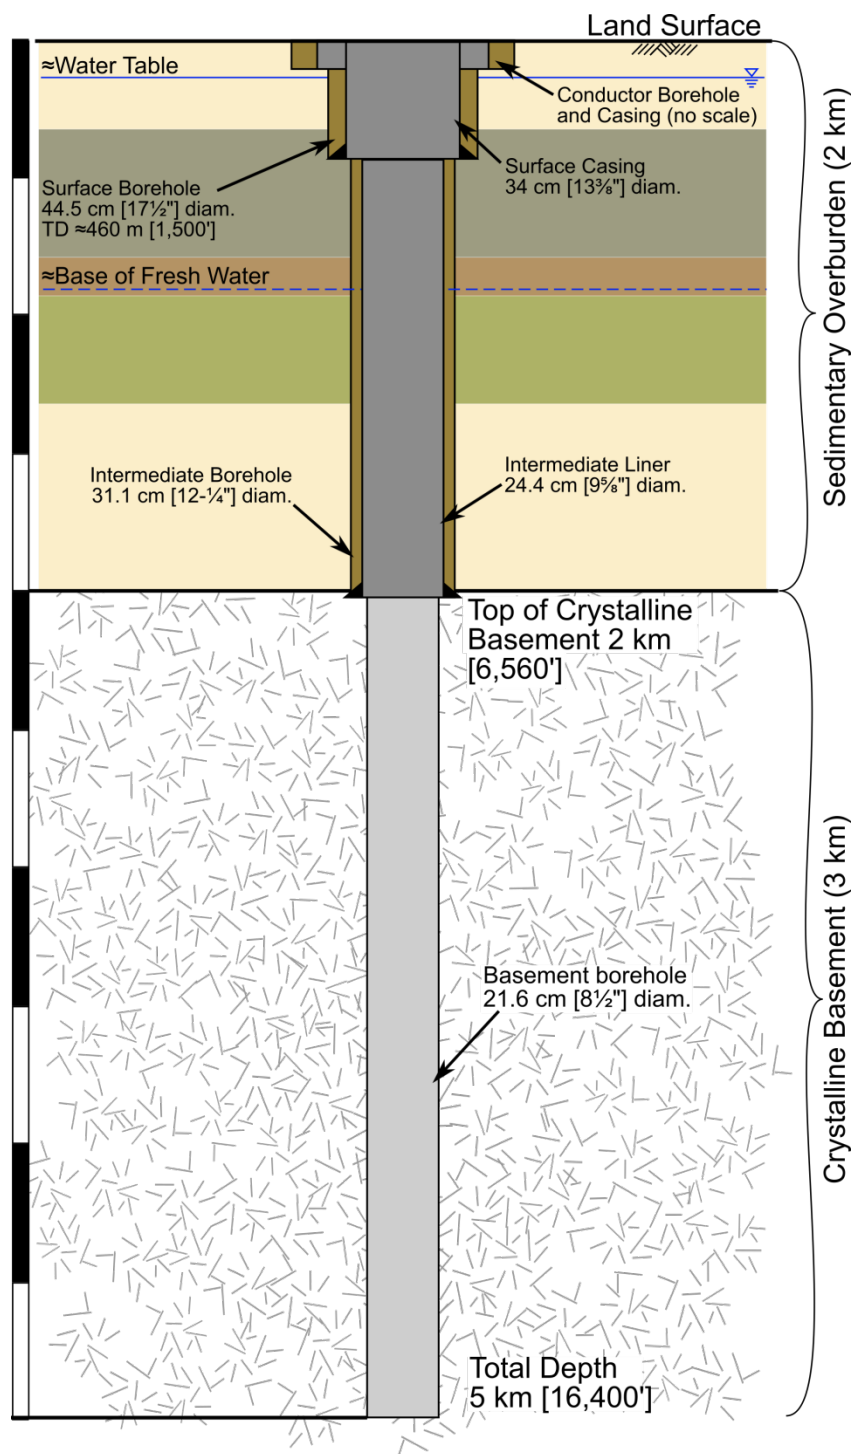 Land Surface
≈Water Table
Conductor Borehole
and Casing (no scale)
Surface Borehole
44.5 cm [17½"] diam.
TD ≈460 m [1,500']
Surface Casing
34 cm [13⅜"] diam.
≈Base of Fresh Water
Sedimentary Overburden (2 km)
Intermediate Borehole
31.1 cm [12-¼"] diam.
Intermediate Liner
24.4 cm [9⅝"] diam.
Top of Crystalline
Basement 2 km
[6,560']
Basement borehole
21.6 cm [8½"] diam.
Crystalline Basement (3 km)
Total Depth
5 km [16,400']